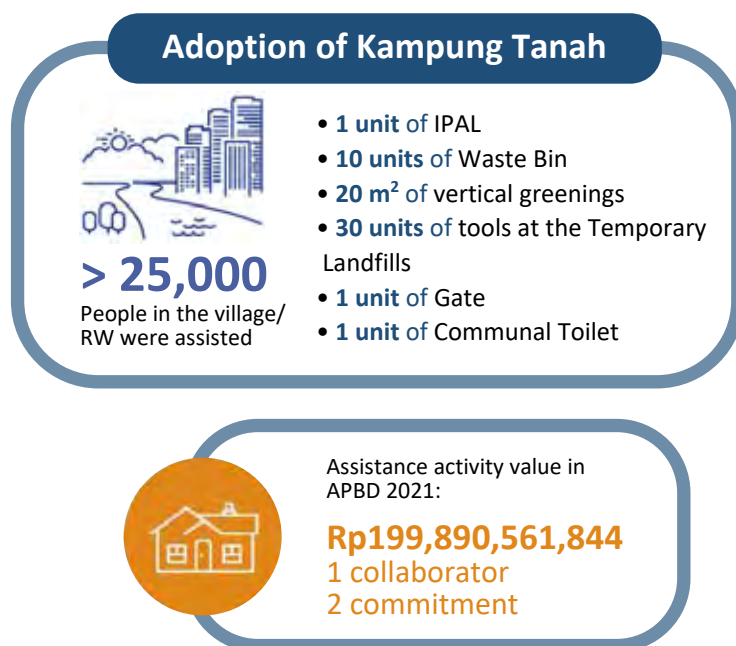 Adoption of Kampung Tanah
> 25,000
People in the village/
RW were assisted
• 1 unit of IPAL
• 10 units of Waste Bin
• 20 m² of vertical greenings
• 30 units of tools at the Temporary
Landfills
• 1 unit of Gate
• 1 unit of Communal Toilet
Assistance activity value in
APBD 2021:
Rp199,890,561,844
1 collaborator
2 commitment